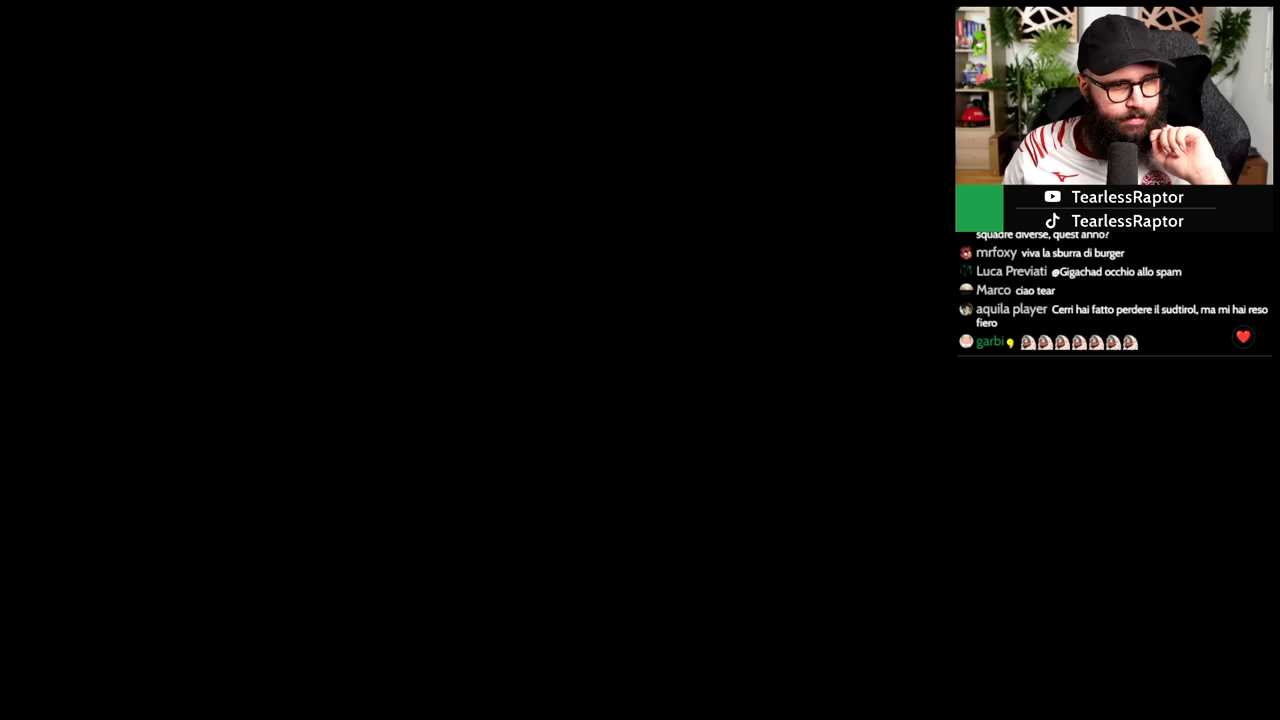 TearlessRaptor
TearlessRaptor
squadre diverse, quest anno?
mrfoxy viva la sburra di burger
Luca Previati @Gigachad occhio allo spam
Marco ciao tear
aquila player Cerri hai fatto perdere il sudtirol, ma mi hai reso
fiero
garbi